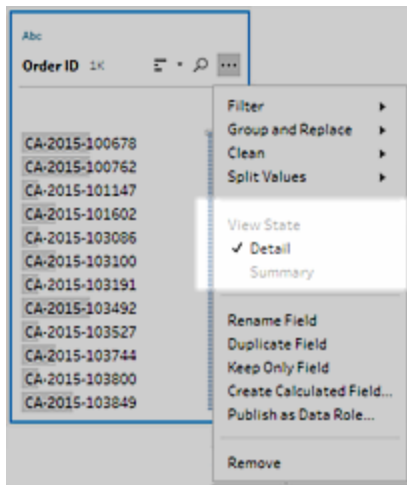 Abc
Order ID 1K
CA-2015-100678
CA-2015-100762
CA-2015-101147
CA-2015-101602
CA-2015-103086
CA-2015-103100
CA-2015-103191
CA-2015-103492
CA-2015-103527
CA-2015-103744
CA-2015-103800
CA-2015-103849
Filter
Group and Replace
Clean
Split Values
View State
✓ Detail
Summary
Rename Field
Duplicate Field
Keep Only Field
Create Calculated Field...
Publish as Data Role...
Remove